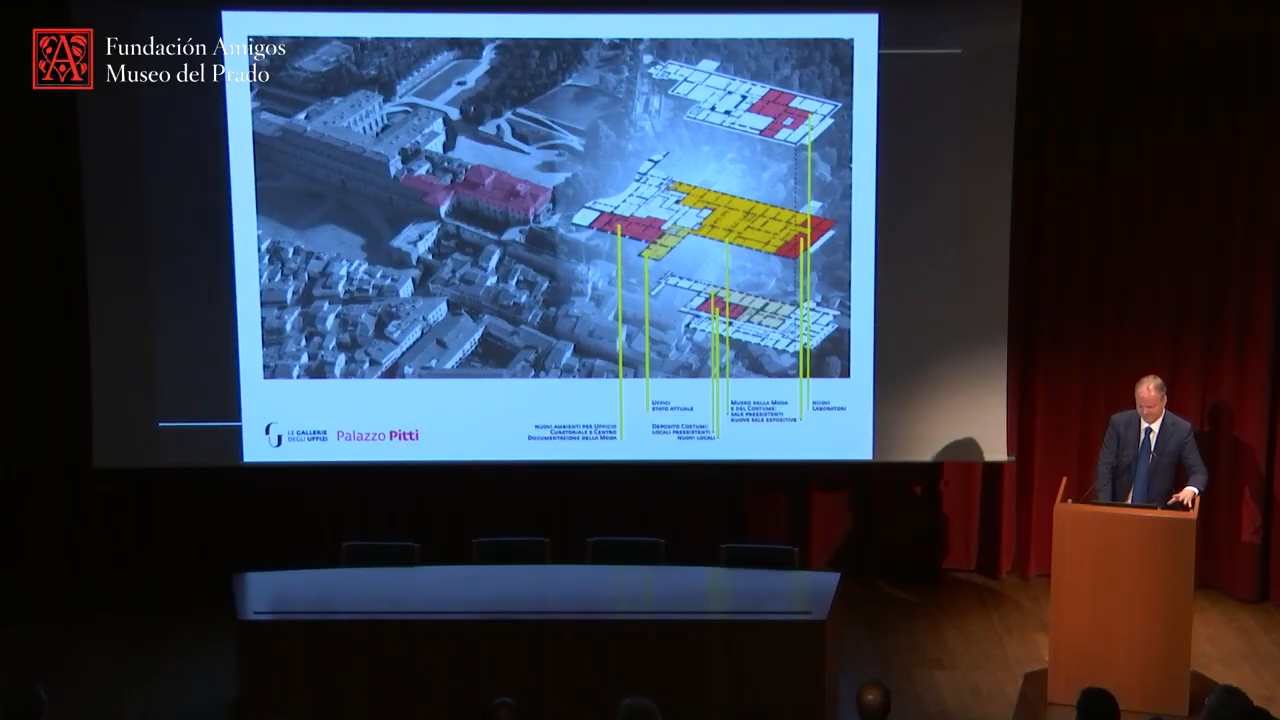 Fundación Amigos
Museo del Prado
LE GALLERIE
DEGLI UFFIZI
Palazzo Pitti
NUOVI AMBIENTI PER UFFICIO
CURATORIALE E CENTRO
DOCUMENTAZIONE DELLA MODA
UFFICI
STATO ATTUALE
DEPOSITO COSTUMI:
LOCALI PREESISTENTI
NUOVI LOCALI
MUSEO DELLA MODA
E DEL COSTUME:
SALE PREESISTENTI
NUOVE SALE ESPOSITIVE
NUOVI
LABORATORI